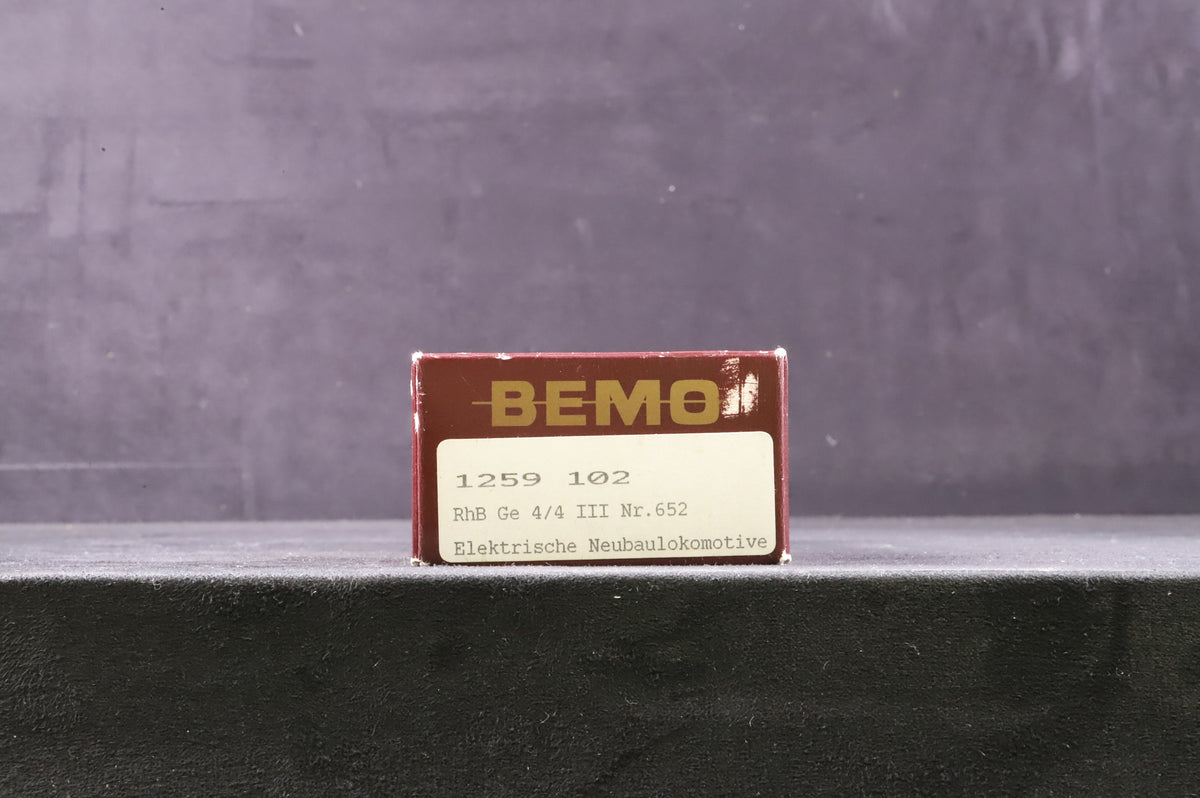 BEMO
1259 102
RhB Ge 4/4 III Nr.652
Elektrische Neubaulokomotive